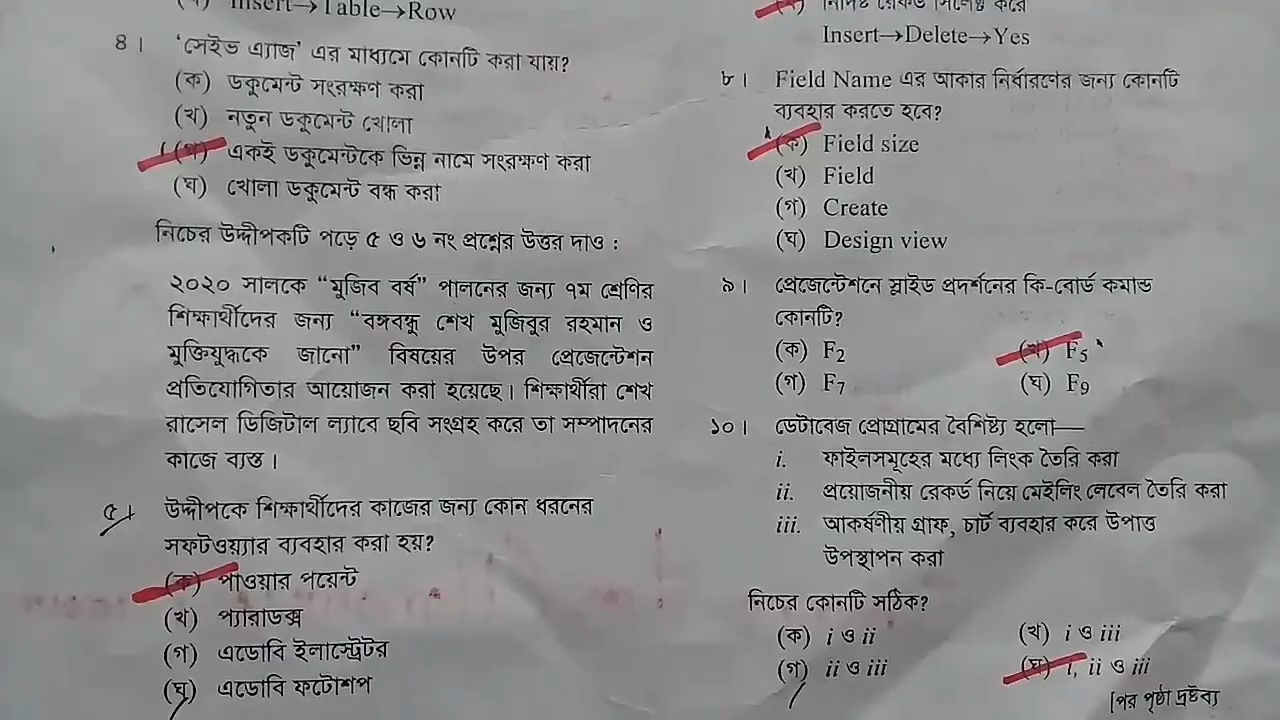 Insert→Table→Row
৪। ‘সেইভ এ্যাজ’ এর মাধ্যমে কোনটি করা যায়?
(ক) ডকুমেন্ট সংরক্ষণ করা
(খ) নতুন ডকুমেন্ট খোলা
(গ) একই ডকুমেন্টকে ভিন্ন নামে সংরক্ষণ করা
(ঘ) খোলা ডকুমেন্ট বন্ধ করা
নিচের উদ্দীপকটি পড়ে ৫ ও ৬ নং প্রশ্নের উত্তর দাও :
২০২০ সালকে “মুজিব বর্ষ” পালনের জন্য ৭ম শ্রেণির
শিক্ষার্থীদের জন্য “বঙ্গবন্ধু শেখ মুজিবুর রহমান ও
মুক্তিযুদ্ধকে জানো” বিষয়ের উপর প্রেজেন্টেশন
প্রতিযোগিতার আয়োজন করা হয়েছে। শিক্ষার্থীরা শেখ
রাসেল ডিজিটাল ল্যাবে ছবি সংগ্রহ করে তা সম্পাদনের
কাজে ব্যস্ত।
৫। উদ্দীপকে শিক্ষার্থীদের কাজের জন্য কোন ধরনের
সফটওয়্যার ব্যবহার করা হয়?
(ক) পাওয়ার পয়েন্ট
(খ) প্যারাডক্স
(গ) এডোবি ইলাস্ট্রেটর
(ঘ) এডোবি ফটোশপ
নির্দিষ্ট রেকর্ড সিলেক্ট করে
Insert→Delete→Yes
৮। Field Name এর আকার নির্ধারণের জন্য কোনটি
ব্যবহার করতে হবে?
(ক) Field size
(খ) Field
(গ) Create
(ঘ) Design view
৯। প্রেজেন্টেশনে স্লাইড প্রদর্শনের কি-বোর্ড কমান্ড
কোনটি?
(ক) F2 (খ) F5
(গ) F7 (ঘ) F9
১০। ডেটাবেজ প্রোগ্রামের বৈশিষ্ট্য হলো—
i. ফাইলসমূহের মধ্যে লিংক তৈরি করা
ii. প্রয়োজনীয় রেকর্ড নিয়ে মেইলিং লেবেল তৈরি করা
iii. আকর্ষণীয় গ্রাফ, চার্ট ব্যবহার করে উপাত্ত
উপস্থাপন করা
নিচের কোনটি সঠিক?
(ক) i ও ii (খ) i ও iii
(গ) ii ও iii (ঘ) i, ii ও iii
[পর পৃষ্ঠা দ্রষ্টব্য